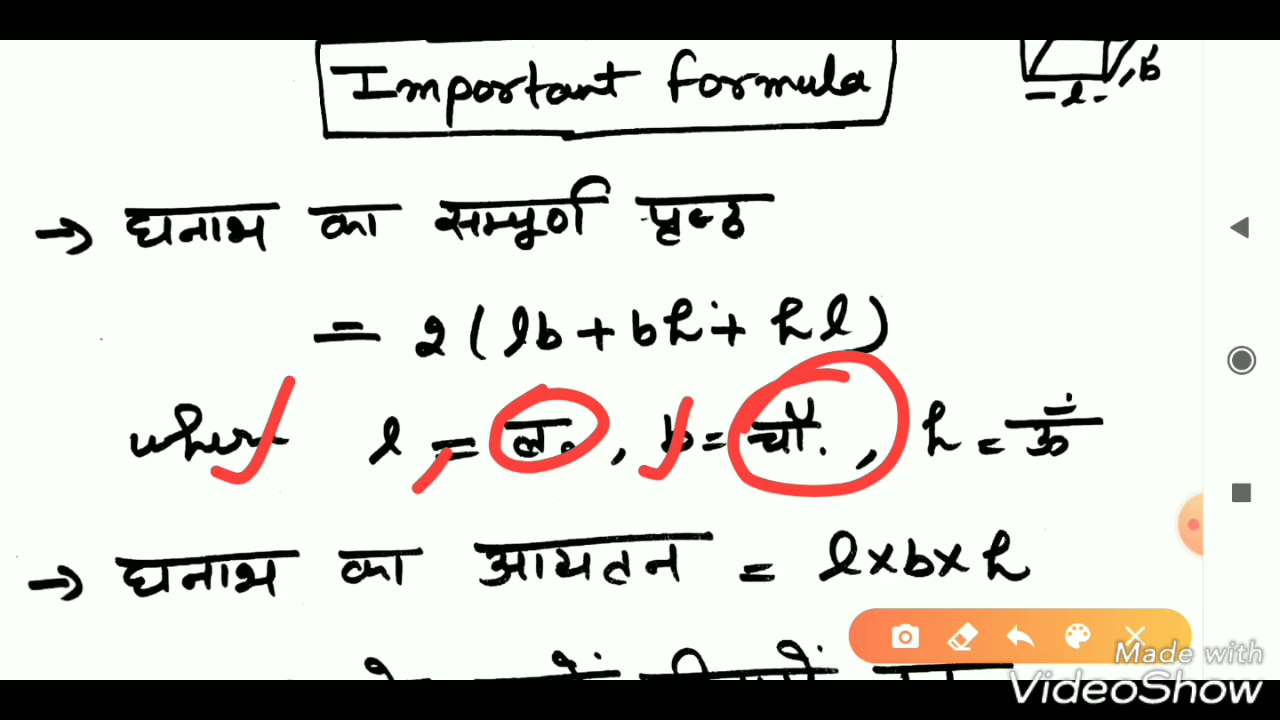 Important formula
b
l
→ घनाभ का सम्पूर्ण पृष्ठ
= 2 ( lb + bh + hl )
where l = ल. , b = चौ. , h = ऊं
→ घनाभ का आयतन = l×b×h
Made with
VideoShow